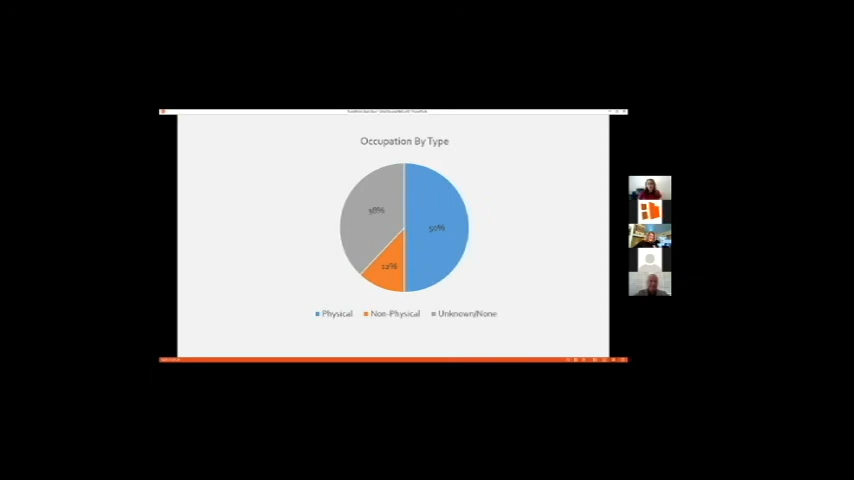 Occupation By Type
38%
50%
12%
Physical
Non-Physical
Unknown/None